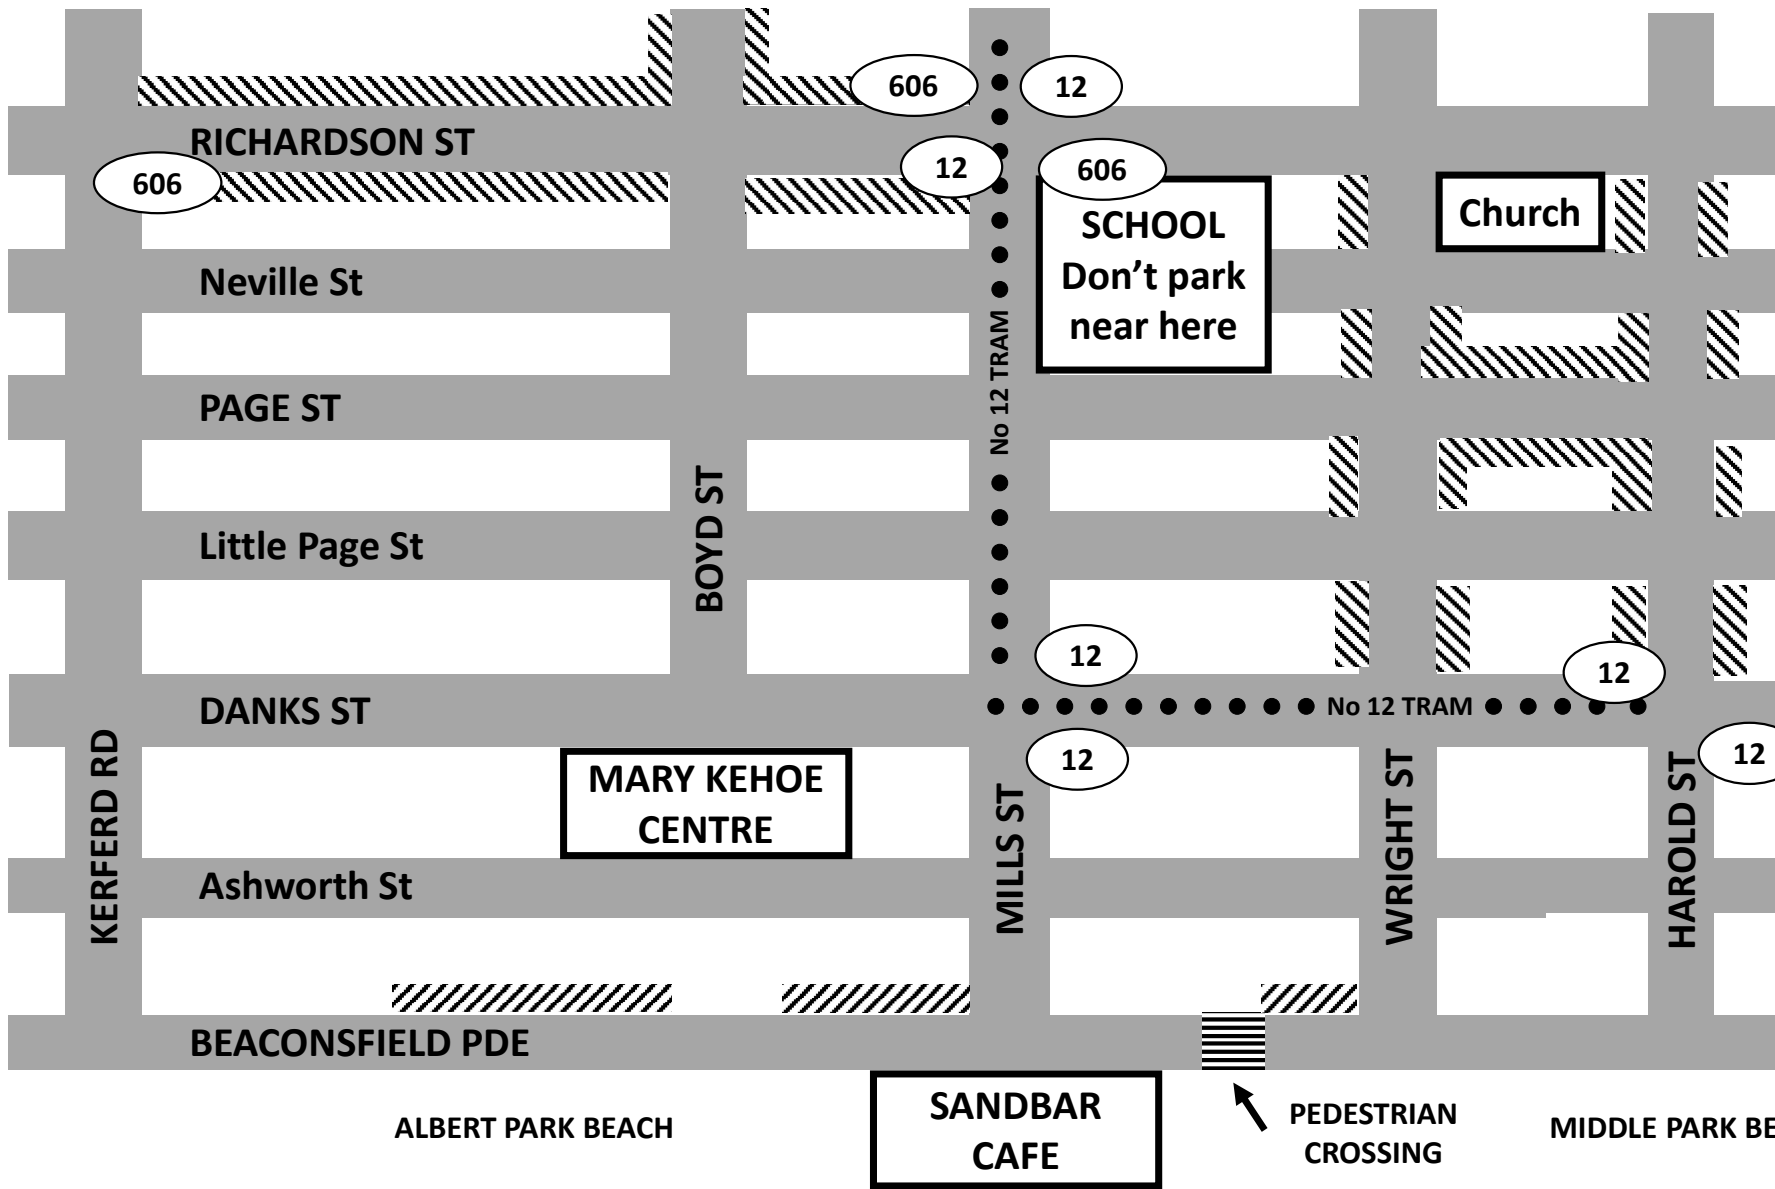 606
12
RICHARDSON ST
12
606
606
SCHOOL
Don't park
near here
Church
Neville St
No 12 TRAM
PAGE ST
BOYD ST
Little Page St
12
12
DANKS ST
No 12 TRAM
12
12
KERFERD RD
MARY KEHOE
CENTRE
MILLS ST
WRIGHT ST
HAROLD ST
Ashworth St
BEACONSFIELD PDE
ALBERT PARK BEACH
SANDBAR
CAFE
PEDESTRIAN
CROSSING
MIDDLE PARK BE